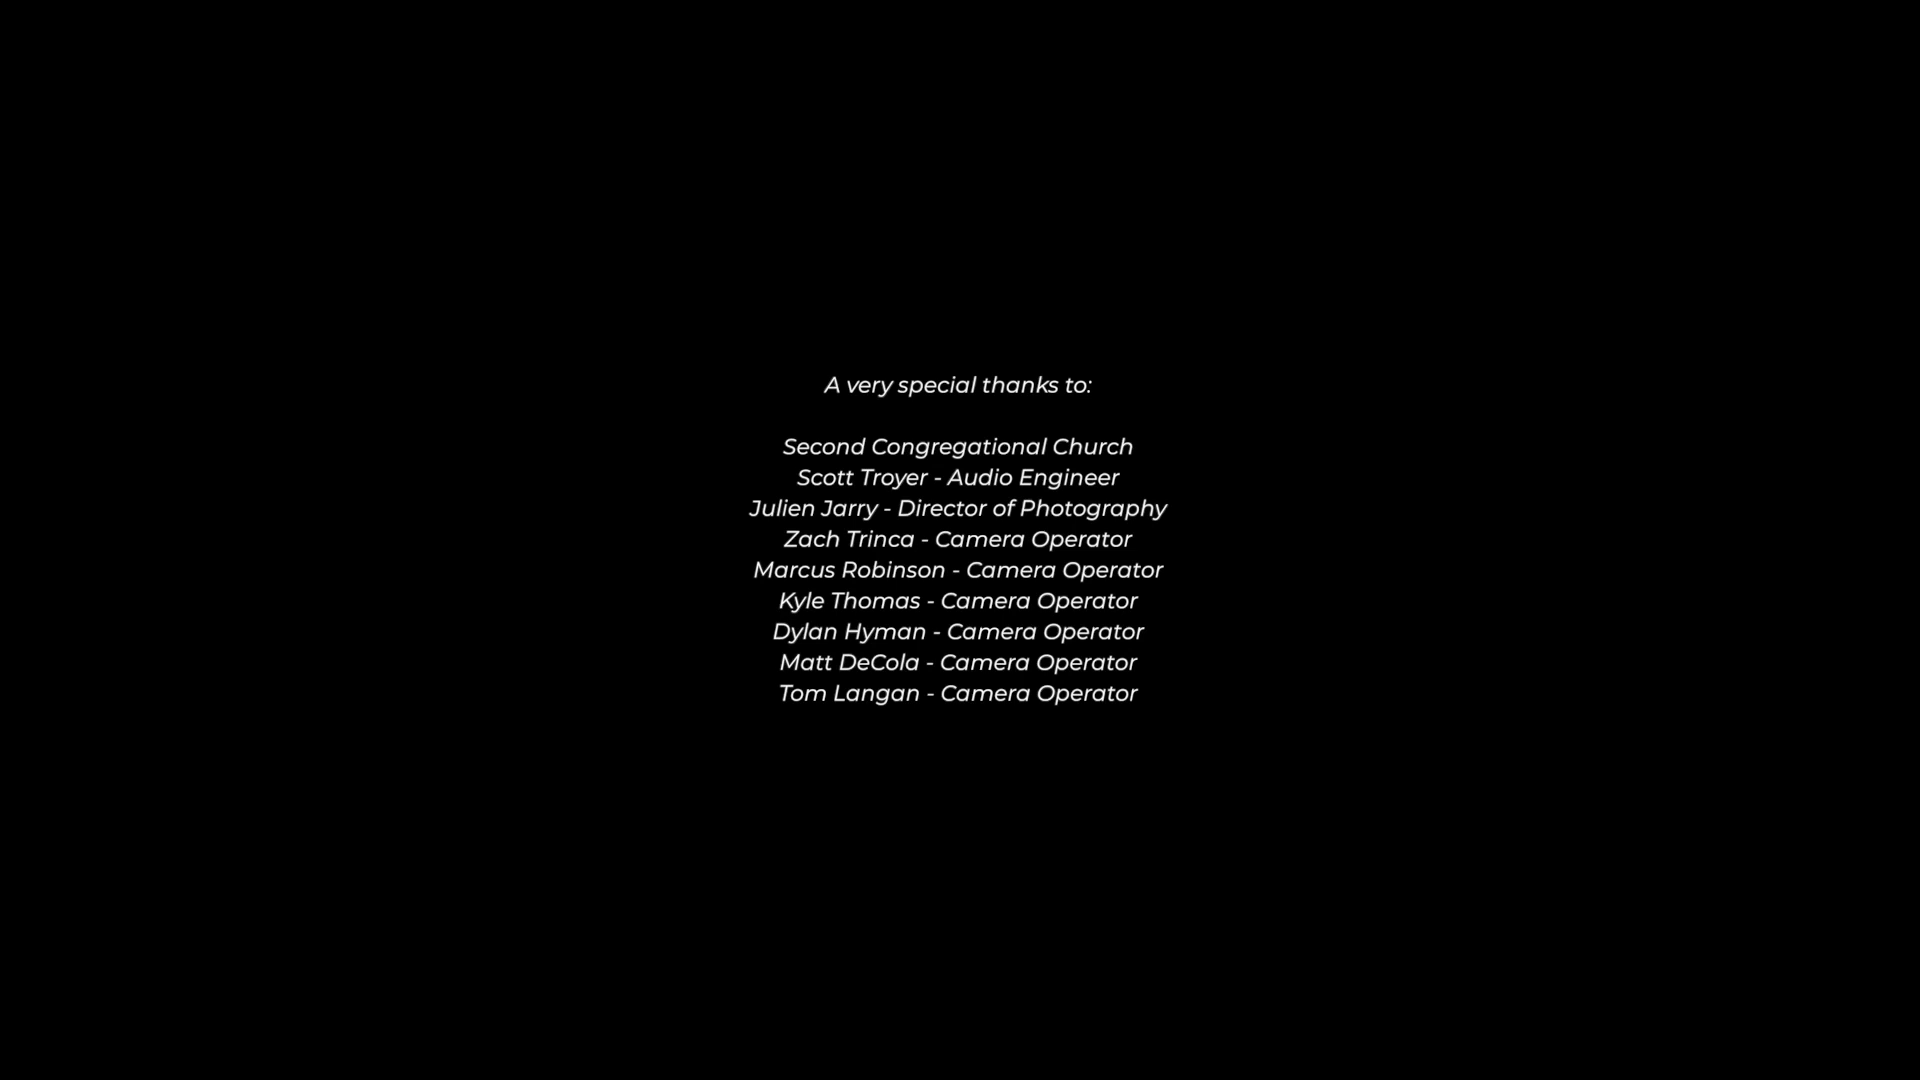 A very special thanks to:
Second Congregational Church
Scott Troyer - Audio Engineer
Julien Jarry - Director of Photography
Zach Trinca - Camera Operator
Marcus Robinson - Camera Operator
Kyle Thomas - Camera Operator
Dylan Hyman - Camera Operator
Matt DeCola - Camera Operator
Tom Langan - Camera Operator